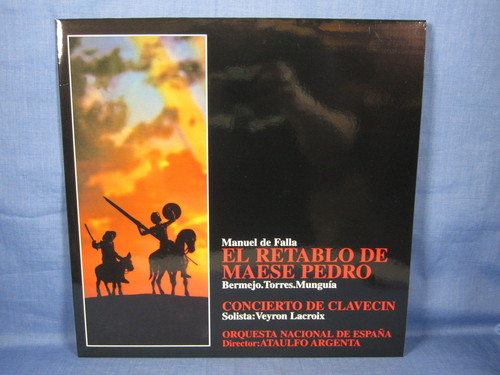 Manuel de Falla
EL RETABLO DE
MAESE PEDRO
Bermejo.Torres.Munguía
CONCIERTO DE CLAVECIN
Solista:Veyron Lacroix
ORQUESTA NACIONAL DE ESPAÑA
Director:ATAULFO ARGENTA